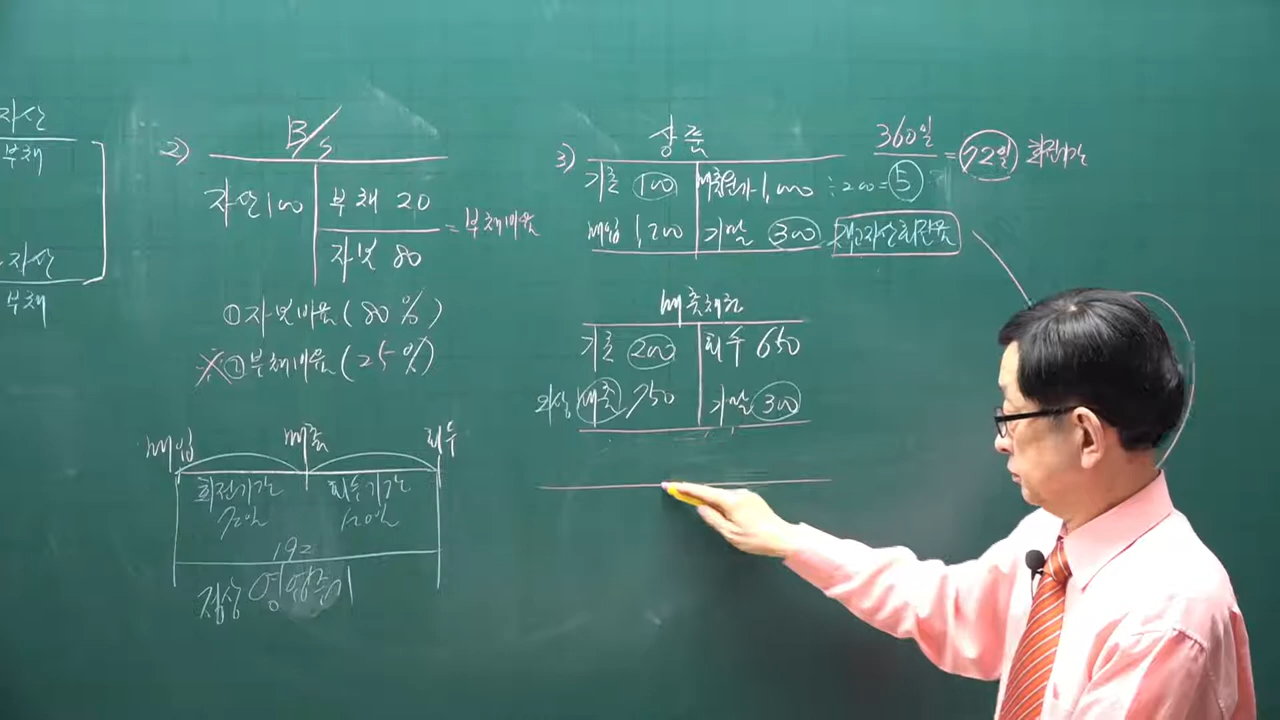 자산
부채
자산
부채
2) B/S
자산 100 부채 20
자본 80
= 부채비율
① 자본비율 (80%)
※ ② 부채비율 (25%)
매입 매출 회수
회전기간 회수기간
72일 120일
192
정상영업주기
3) 상품
기초 100 매출원가 1,000 ÷200 = 5
매입 1,200 기말 300 재고자산회전율
360일 = 72일 회전기간
매출채권
기초 200 회수 650
외상매출 750 기말 300